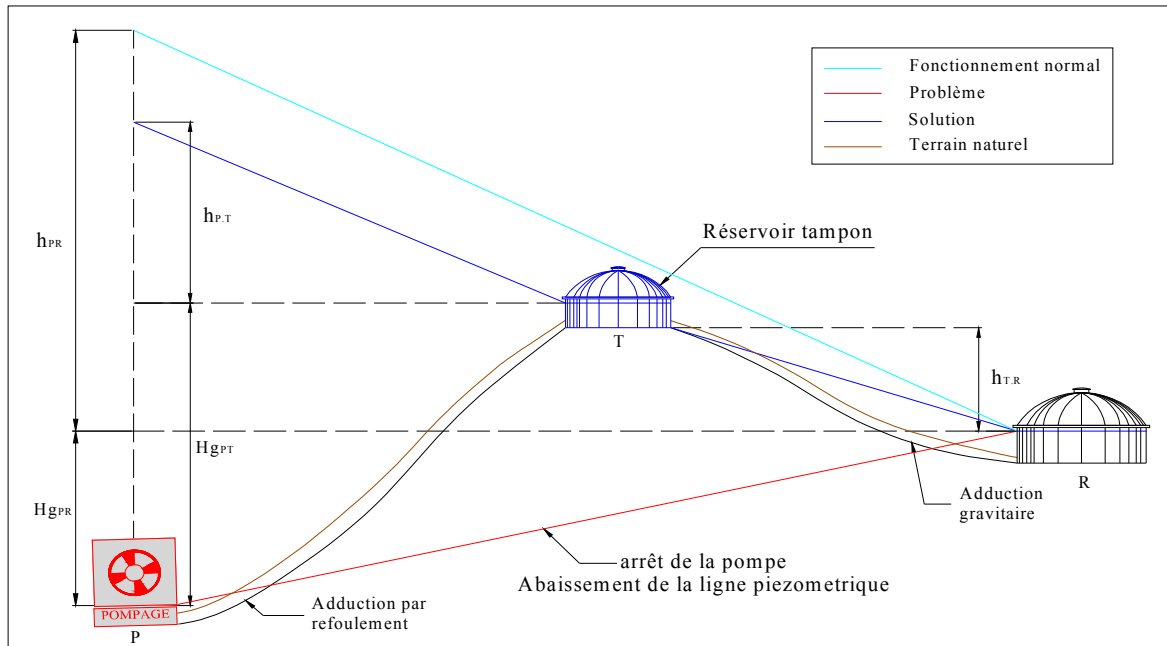 Fonctionnement normal
Problème
Solution
Terrain naturel
hP.T
Réservoir tampon
hPR
T
hT.R
HgPT
R
HgPR
Adduction
gravitaire
arrêt de la pompe
Abaissement de la ligne piezometrique
POMPAGE
Adduction par
refoulement
P